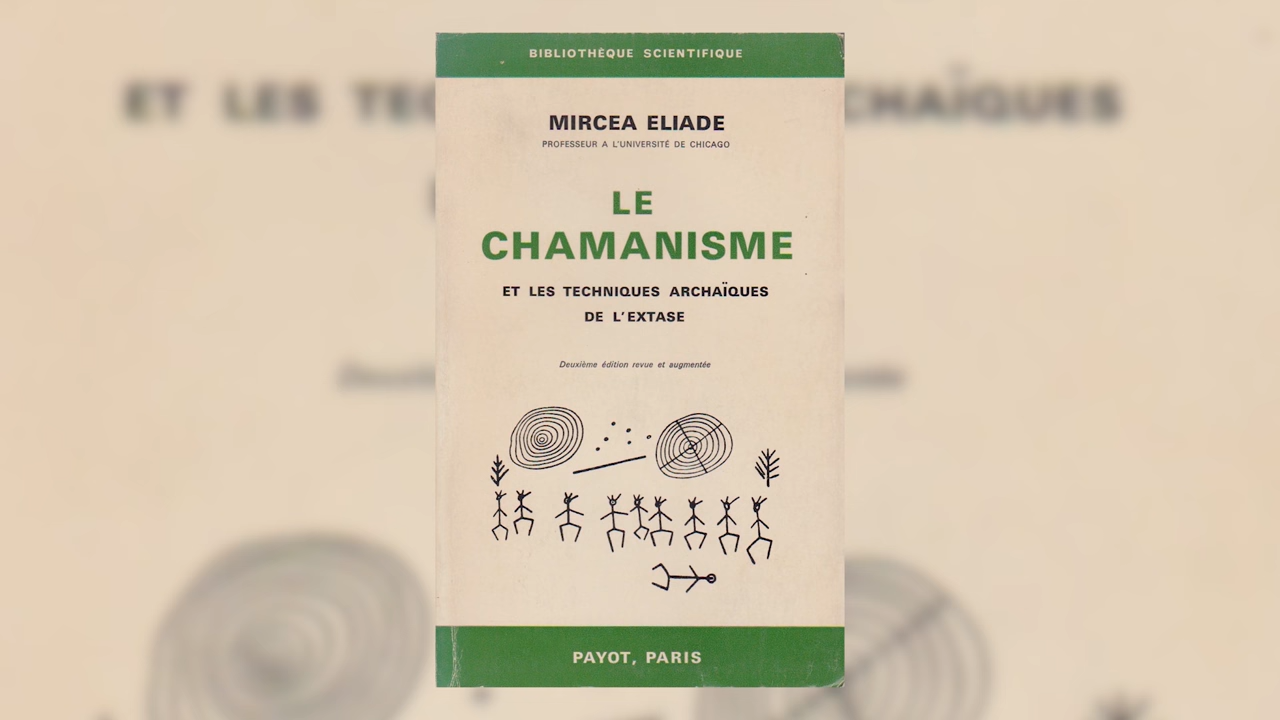 BIBLIOTHÈQUE SCIENTIFIQUE
MIRCEA ELIADE
PROFESSEUR A L'UNIVERSITÉ DE CHICAGO
LE
CHAMANISME
ET LES TECHNIQUES ARCHAÏQUES
DE L'EXTASE
Deuxième édition revue et augmentée
PAYOT, PARIS